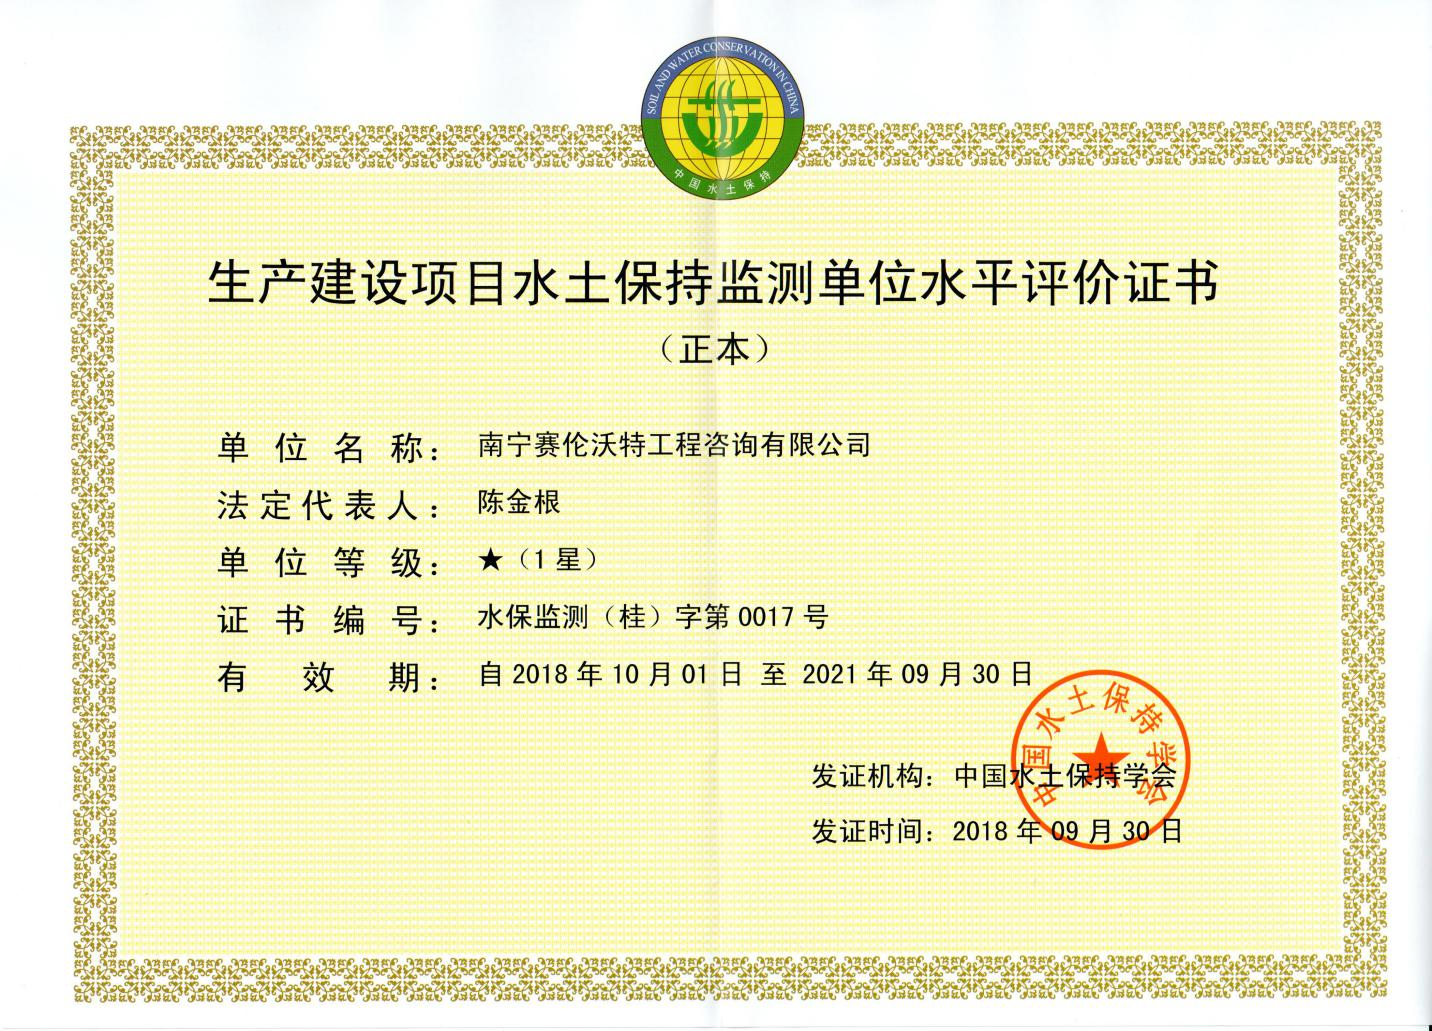 SOIL AND WATER CONSERVATION IN CHINA
中国水土保持
生产建设项目水土保持监测单位水平评价证书
（正本）
单位名称：南宁赛伦沃特工程咨询有限公司
法定代表人：陈金根
单位等级：★（1星）
证书编号：水保监测（桂）字第0017号
有效期：自2018年10月01日 至 2021年09月30日
中国水土保持学会
发证机构：中国水土保持学会
发证时间：2018年09月30日